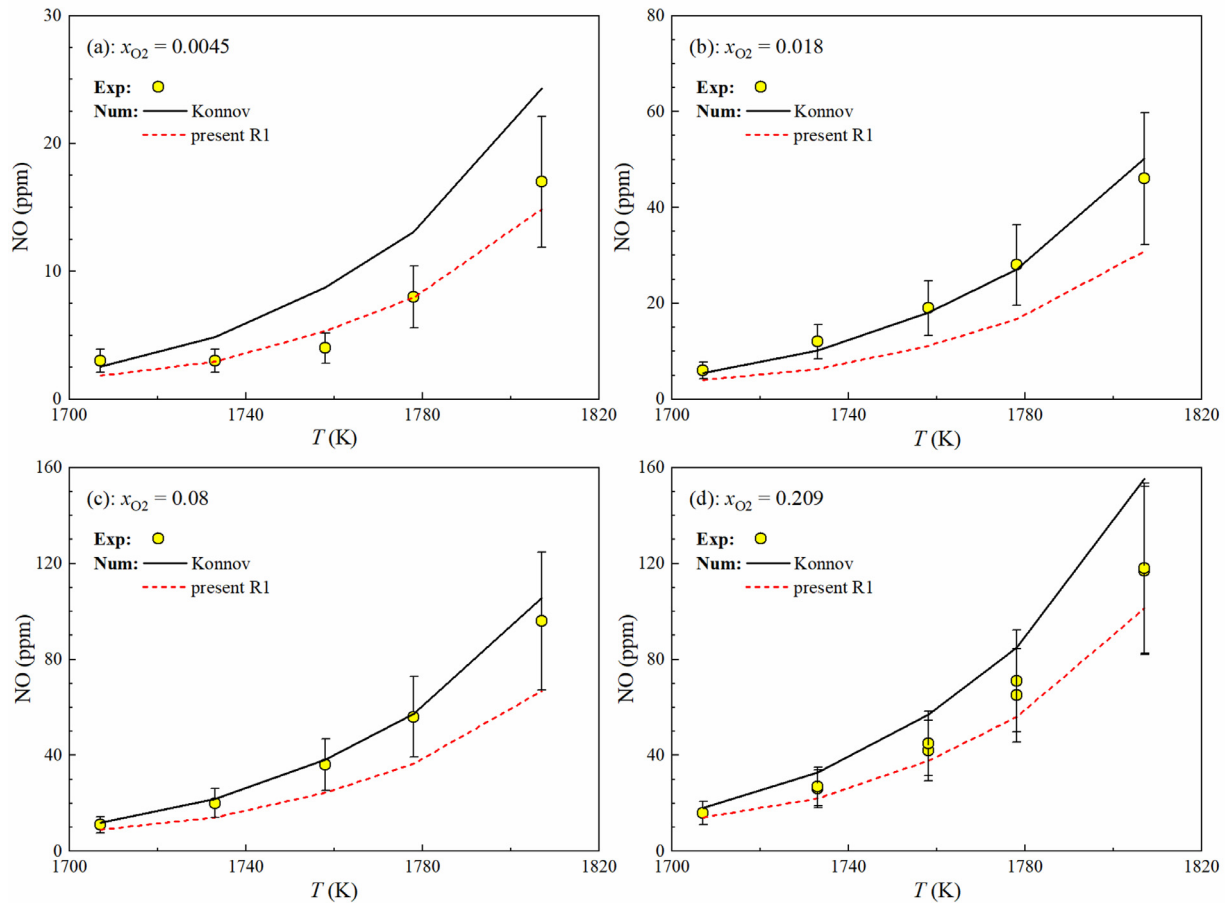 (a): xO2 = 0.0045
Exp:
Num: Konnov
present R1
NO (ppm)
30
20
10
0
1700 1740 1780 1820
T (K)
(b): xO2 = 0.018
Exp:
Num: Konnov
present R1
NO (ppm)
80
60
40
20
0
1700 1740 1780 1820
T (K)
(c): xO2 = 0.08
Exp:
Num: Konnov
present R1
NO (ppm)
160
120
80
40
0
1700 1740 1780 1820
T (K)
(d): xO2 = 0.209
Exp:
Num: Konnov
present R1
NO (ppm)
160
120
80
40
0
1700 1740 1780 1820
T (K)